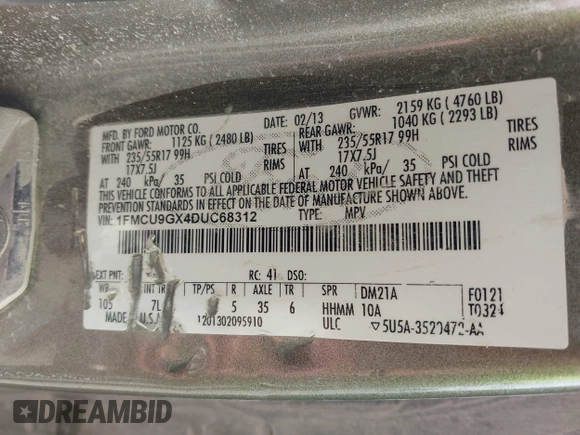 MFD. BY FORD MOTOR CO.
DATE: 02/13 GVWR: 2159 KG ( 4760 LB)
FRONT GAWR: 1125 KG ( 2480 LB) REAR GAWR: 1040 KG ( 2293 LB)
WITH 235/55R17 99H TIRES WITH 235/55R17 99H TIRES
17X7.5J RIMS 17X7.5J RIMS
AT 240 kPa/ 35 PSI COLD AT 240 kPa/ 35 PSI COLD
THIS VEHICLE CONFORMS TO ALL APPLICABLE FEDERAL MOTOR VEHICLE SAFETY AND THEFT
PREVENTION STANDARDS IN EFFECT ON THE DATE OF MANUFACTURE SHOWN ABOVE.
VIN: 1FMCU9GX4DUC68312 TYPE: MPV
EXT PNT: RC: 41 DSO:
WB INT TR TP/PS R AXLE TR SPR DM21A F0121
105 7L 5 35 6 HHMM 10A T0324
MADE U.S.A 1201302095910 ULC 5U5A-3520472-AA
DREAMBID